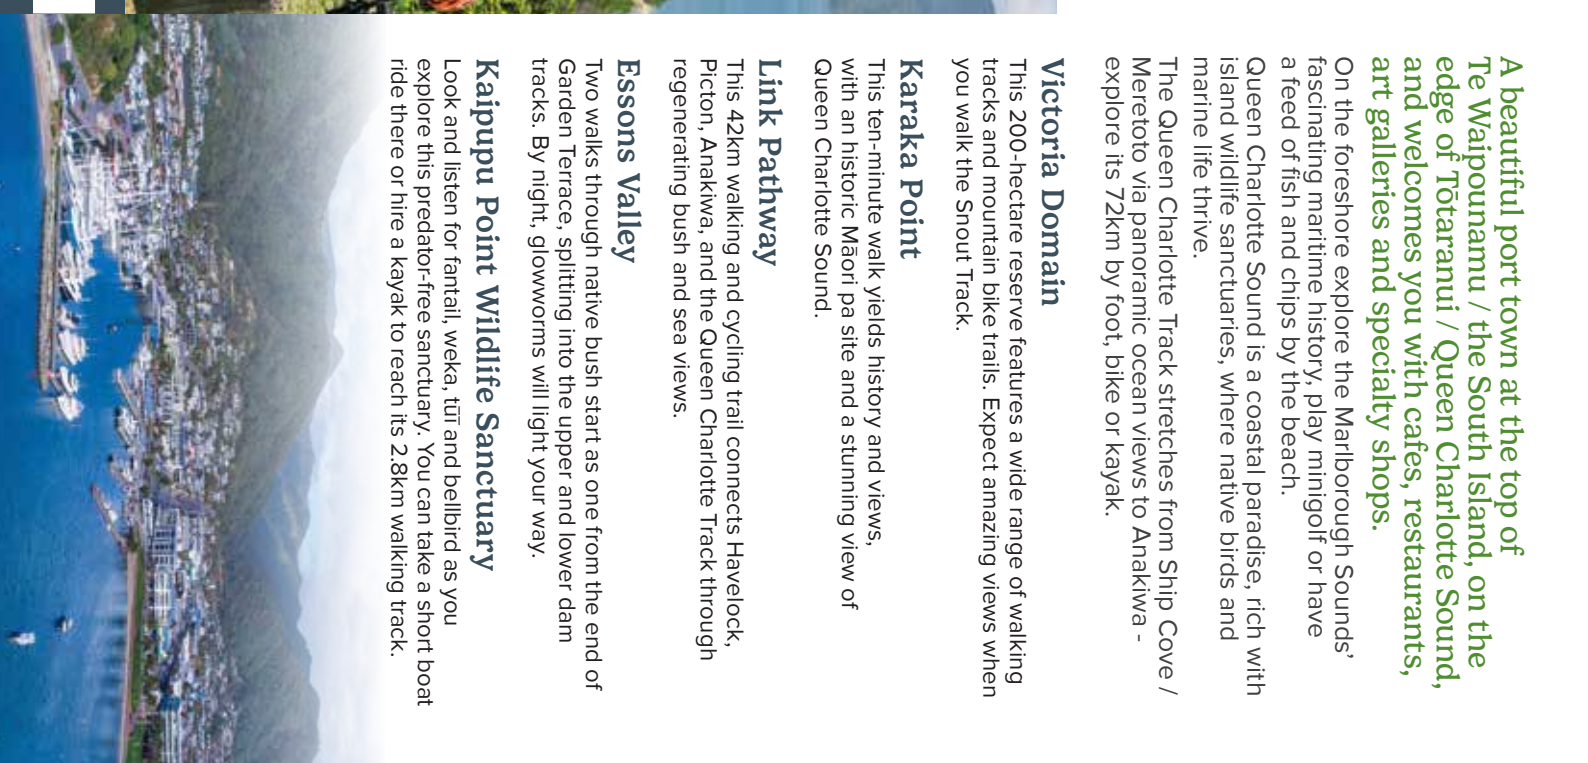 A beautiful port town at the top of
Te Waipounamu / the South Island, on the
edge of Tōtaranui / Queen Charlotte Sound,
and welcomes you with cafes, restaurants,
art galleries and specialty shops.
On the foreshore explore the Marlborough Sounds’
fascinating maritime history, play minigolf or have
a feed of fish and chips by the beach.
Queen Charlotte Sound is a coastal paradise, rich with
island wildlife sanctuaries, where native birds and
marine life thrive.
The Queen Charlotte Track stretches from Ship Cove /
Meretoto via panoramic ocean views to Anakiwa -
explore its 72km by foot, bike or kayak.
Victoria Domain
This 200-hectare reserve features a wide range of walking
tracks and mountain bike trails. Expect amazing views when
you walk the Snout Track.
Karaka Point
This ten-minute walk yields history and views,
with an historic Māori pa site and a stunning view of
Queen Charlotte Sound.
Link Pathway
This 42km walking and cycling trail connects Havelock,
Picton, Anakiwa, and the Queen Charlotte Track through
regenerating bush and sea views.
Essons Valley
Two walks through native bush start as one from the end of
Garden Terrace, splitting into the upper and lower dam
tracks. By night, glowworms will light your way.
Kaipupu Point Wildlife Sanctuary
Look and listen for fantail, weka, tūī and bellbird as you
explore this predator-free sanctuary. You can take a short boat
ride there or hire a kayak to reach its 2.8km walking track.